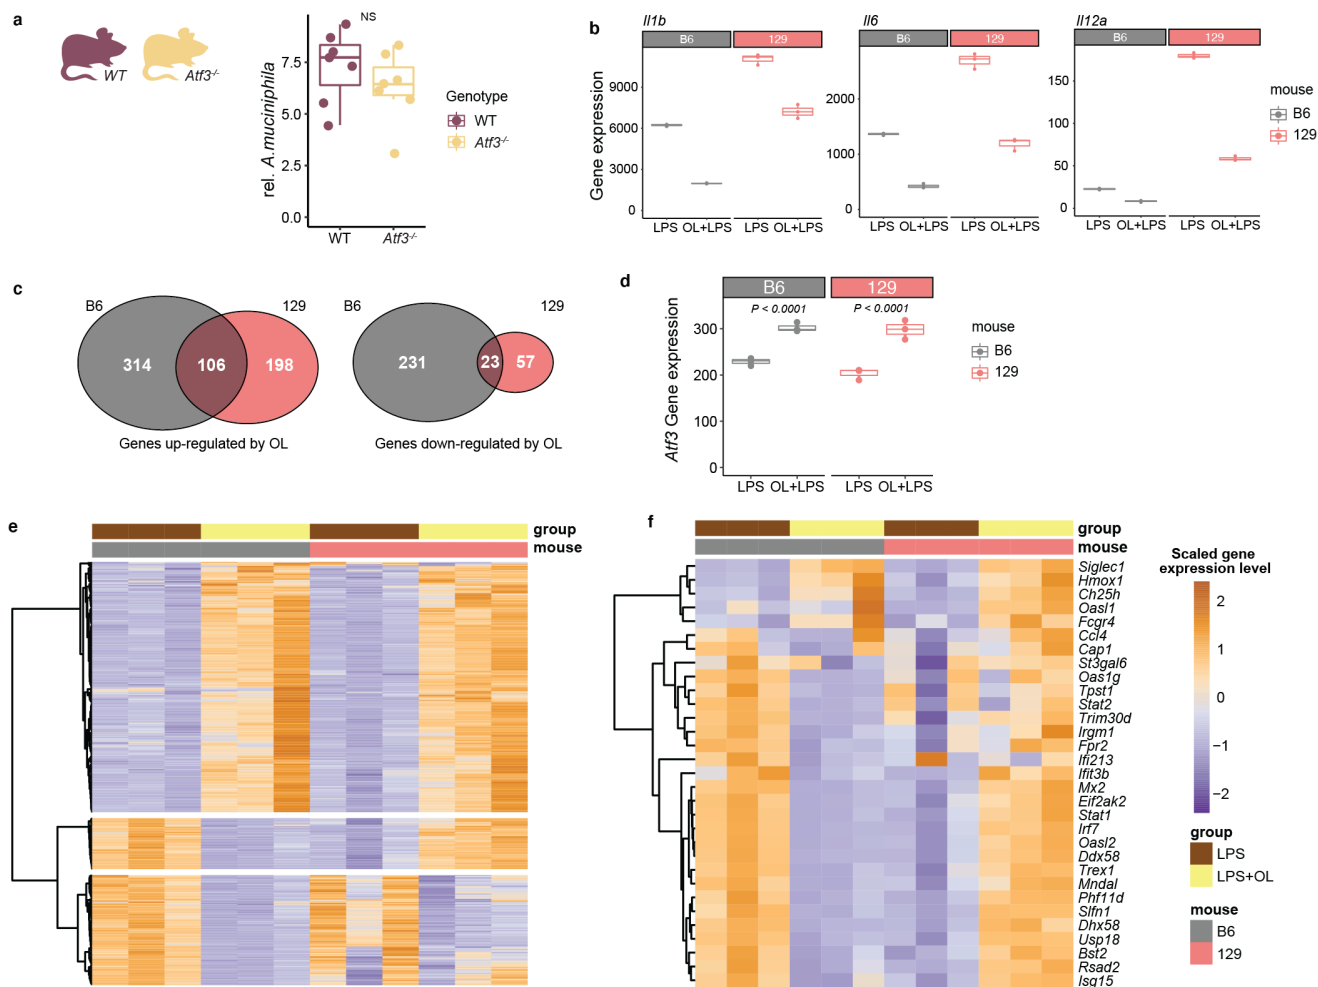 a
WT
Atf3-/-
NS
rel. A.muciniphila
7.5
5.0
2.5
0.0
WT
Atf3-/-
Genotype
WT
Atf3-/-
b
Gene expression
Il1b
B6
129
9000
6000
3000
0
LPS OL+LPS
LPS OL+LPS
Il6
B6
129
2000
1000
0
LPS OL+LPS
LPS OL+LPS
Il12a
B6
129
150
100
50
0
LPS OL+LPS
LPS OL+LPS
mouse
B6
129
c
B6
129
314
106
198
Genes up-regulated by OL
B6
129
231
23
57
Genes down-regulated by OL
d
Atf3 Gene expression
B6
129
P < 0.0001
P < 0.0001
300
200
100
0
LPS OL+LPS
LPS OL+LPS
mouse
B6
129
e
group
mouse
f
group
mouse
Siglec1
Hmox1
Ch25h
Oasl1
Fcgr4
Ccl4
Cap1
St3gal6
Oas1g
Tpst1
Stat2
Trim30d
Irgm1
Fpr2
Ifi213
Ifit3b
Mx2
Eif2ak2
Stat1
Irf7
Oasl2
Ddx58
Trex1
Mndal
Phf11d
Slfn1
Dhx58
Usp18
Bst2
Rsad2
Isg15
Scaled gene
expression level
2
1
0
−1
−2
group
LPS
LPS+OL
mouse
B6
129